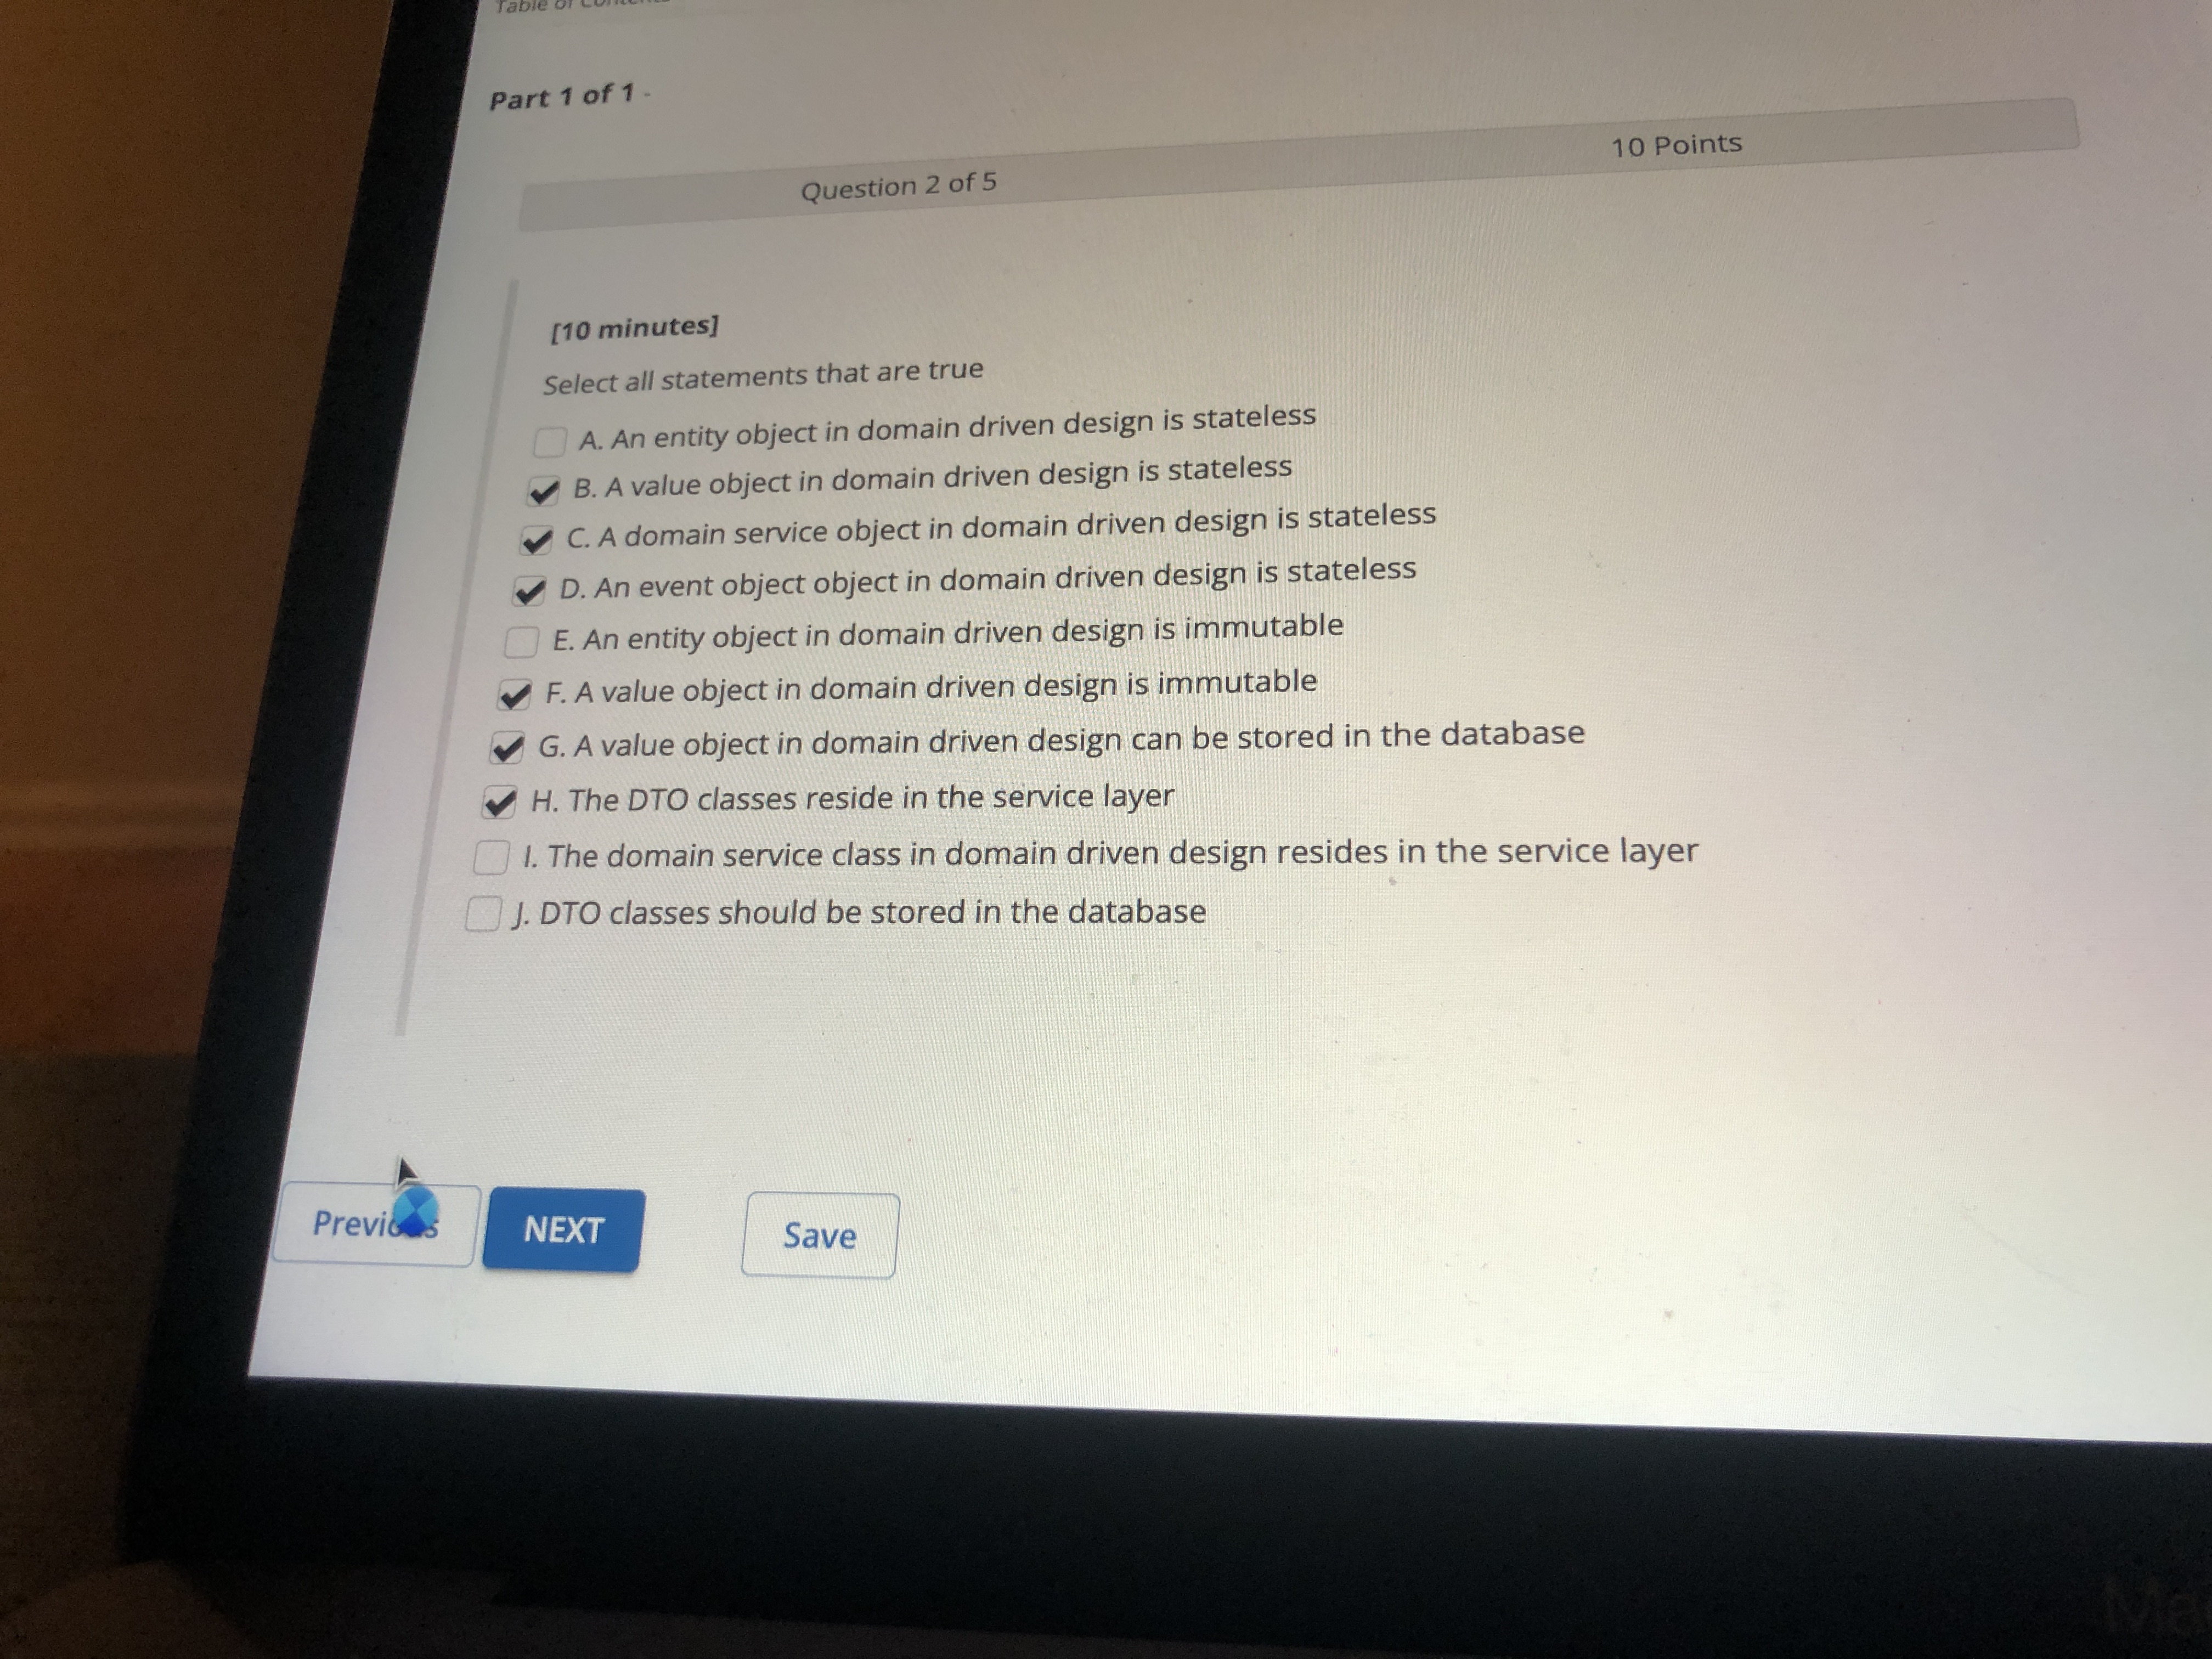 Table of
Part 1 of 1 -
Question 2 of 5 10 Points
[10 minutes]
Select all statements that are true
A. An entity object in domain driven design is stateless
B. A value object in domain driven design is stateless
C. A domain service object in domain driven design is stateless
D. An event object object in domain driven design is stateless
E. An entity object in domain driven design is immutable
F. A value object in domain driven design is immutable
G. A value object in domain driven design can be stored in the database
H. The DTO classes reside in the service layer
I. The domain service class in domain driven design resides in the service layer
J. DTO classes should be stored in the database
Previous NEXT Save